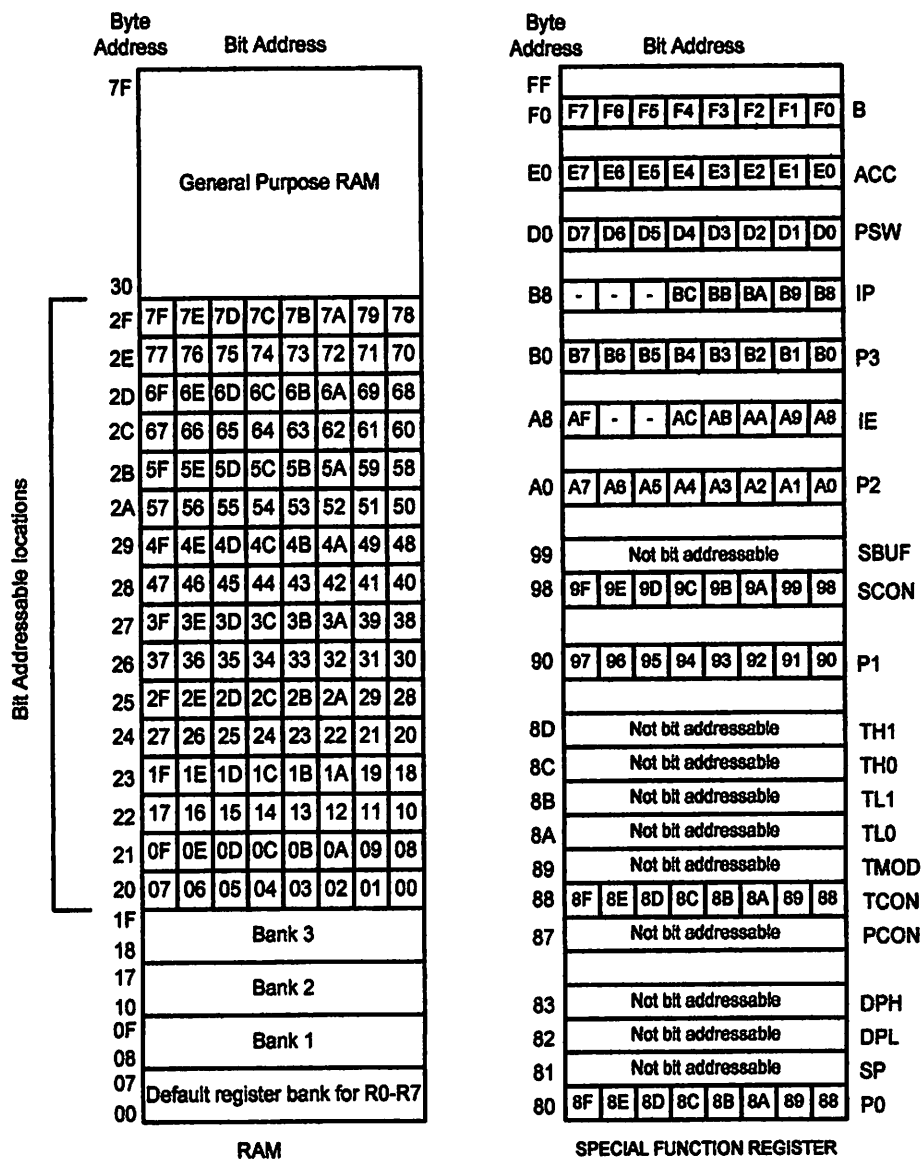 Byte Address Bit Address
7F
General Purpose RAM
30
Bit Addressable locations
2F 7F 7E 7D 7C 7B 7A 79 78
2E 77 76 75 74 73 72 71 70
2D 6F 6E 6D 6C 6B 6A 69 68
2C 67 66 65 64 63 62 61 60
2B 5F 5E 5D 5C 5B 5A 59 58
2A 57 56 55 54 53 52 51 50
29 4F 4E 4D 4C 4B 4A 49 48
28 47 46 45 44 43 42 41 40
27 3F 3E 3D 3C 3B 3A 39 38
26 37 36 35 34 33 32 31 30
25 2F 2E 2D 2C 2B 2A 29 28
24 27 26 25 24 23 22 21 20
23 1F 1E 1D 1C 1B 1A 19 18
22 17 16 15 14 13 12 11 10
21 0F 0E 0D 0C 0B 0A 09 08
20 07 06 05 04 03 02 01 00
1F
Bank 3
18
17
Bank 2
10
0F
Bank 1
08
07
Default register bank for R0-R7
00
RAM
Byte Address Bit Address
FF
F0 F7 F6 F5 F4 F3 F2 F1 F0 B
E0 E7 E6 E5 E4 E3 E2 E1 E0 ACC
D0 D7 D6 D5 D4 D3 D2 D1 D0 PSW
B8 - - - BC BB BA B9 B8 IP
B0 B7 B6 B5 B4 B3 B2 B1 B0 P3
A8 AF - - AC AB AA A9 A8 IE
A0 A7 A6 A5 A4 A3 A2 A1 A0 P2
99 Not bit addressable SBUF
98 9F 9E 9D 9C 9B 9A 99 98 SCON
90 97 96 95 94 93 92 91 90 P1
8D Not bit addressable TH1
8C Not bit addressable TH0
8B Not bit addressable TL1
8A Not bit addressable TL0
89 Not bit addressable TMOD
88 8F 8E 8D 8C 8B 8A 89 88 TCON
87 Not bit addressable PCON
83 Not bit addressable DPH
82 Not bit addressable DPL
81 Not bit addressable SP
80 8F 8E 8D 8C 8B 8A 89 88 P0
SPECIAL FUNCTION REGISTER